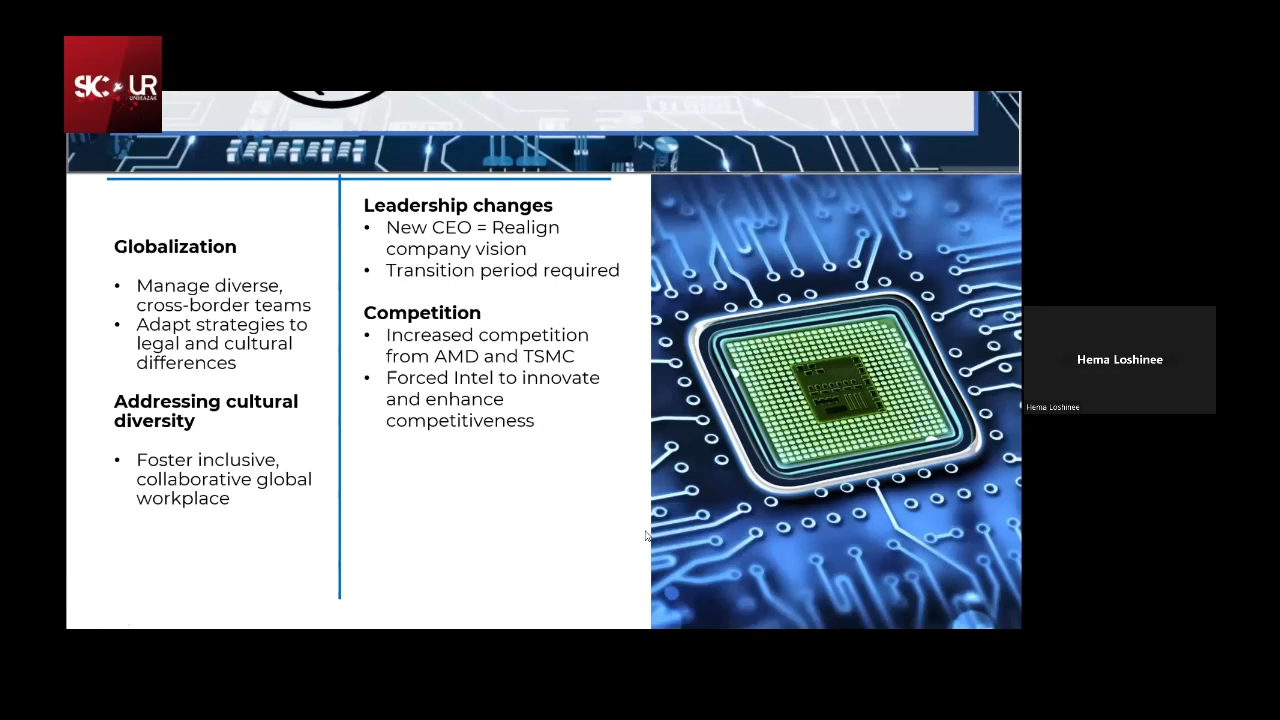 SIC UR
UNIRAZAK
Globalization
• Manage diverse,
cross-border teams
• Adapt strategies to
legal and cultural
differences
Addressing cultural
diversity
• Foster inclusive,
collaborative global
workplace
Leadership changes
• New CEO = Realign
company vision
• Transition period required
Competition
• Increased competition
from AMD and TSMC
• Forced Intel to innovate
and enhance
competitiveness
Hema Loshinee
Hema Loshinee